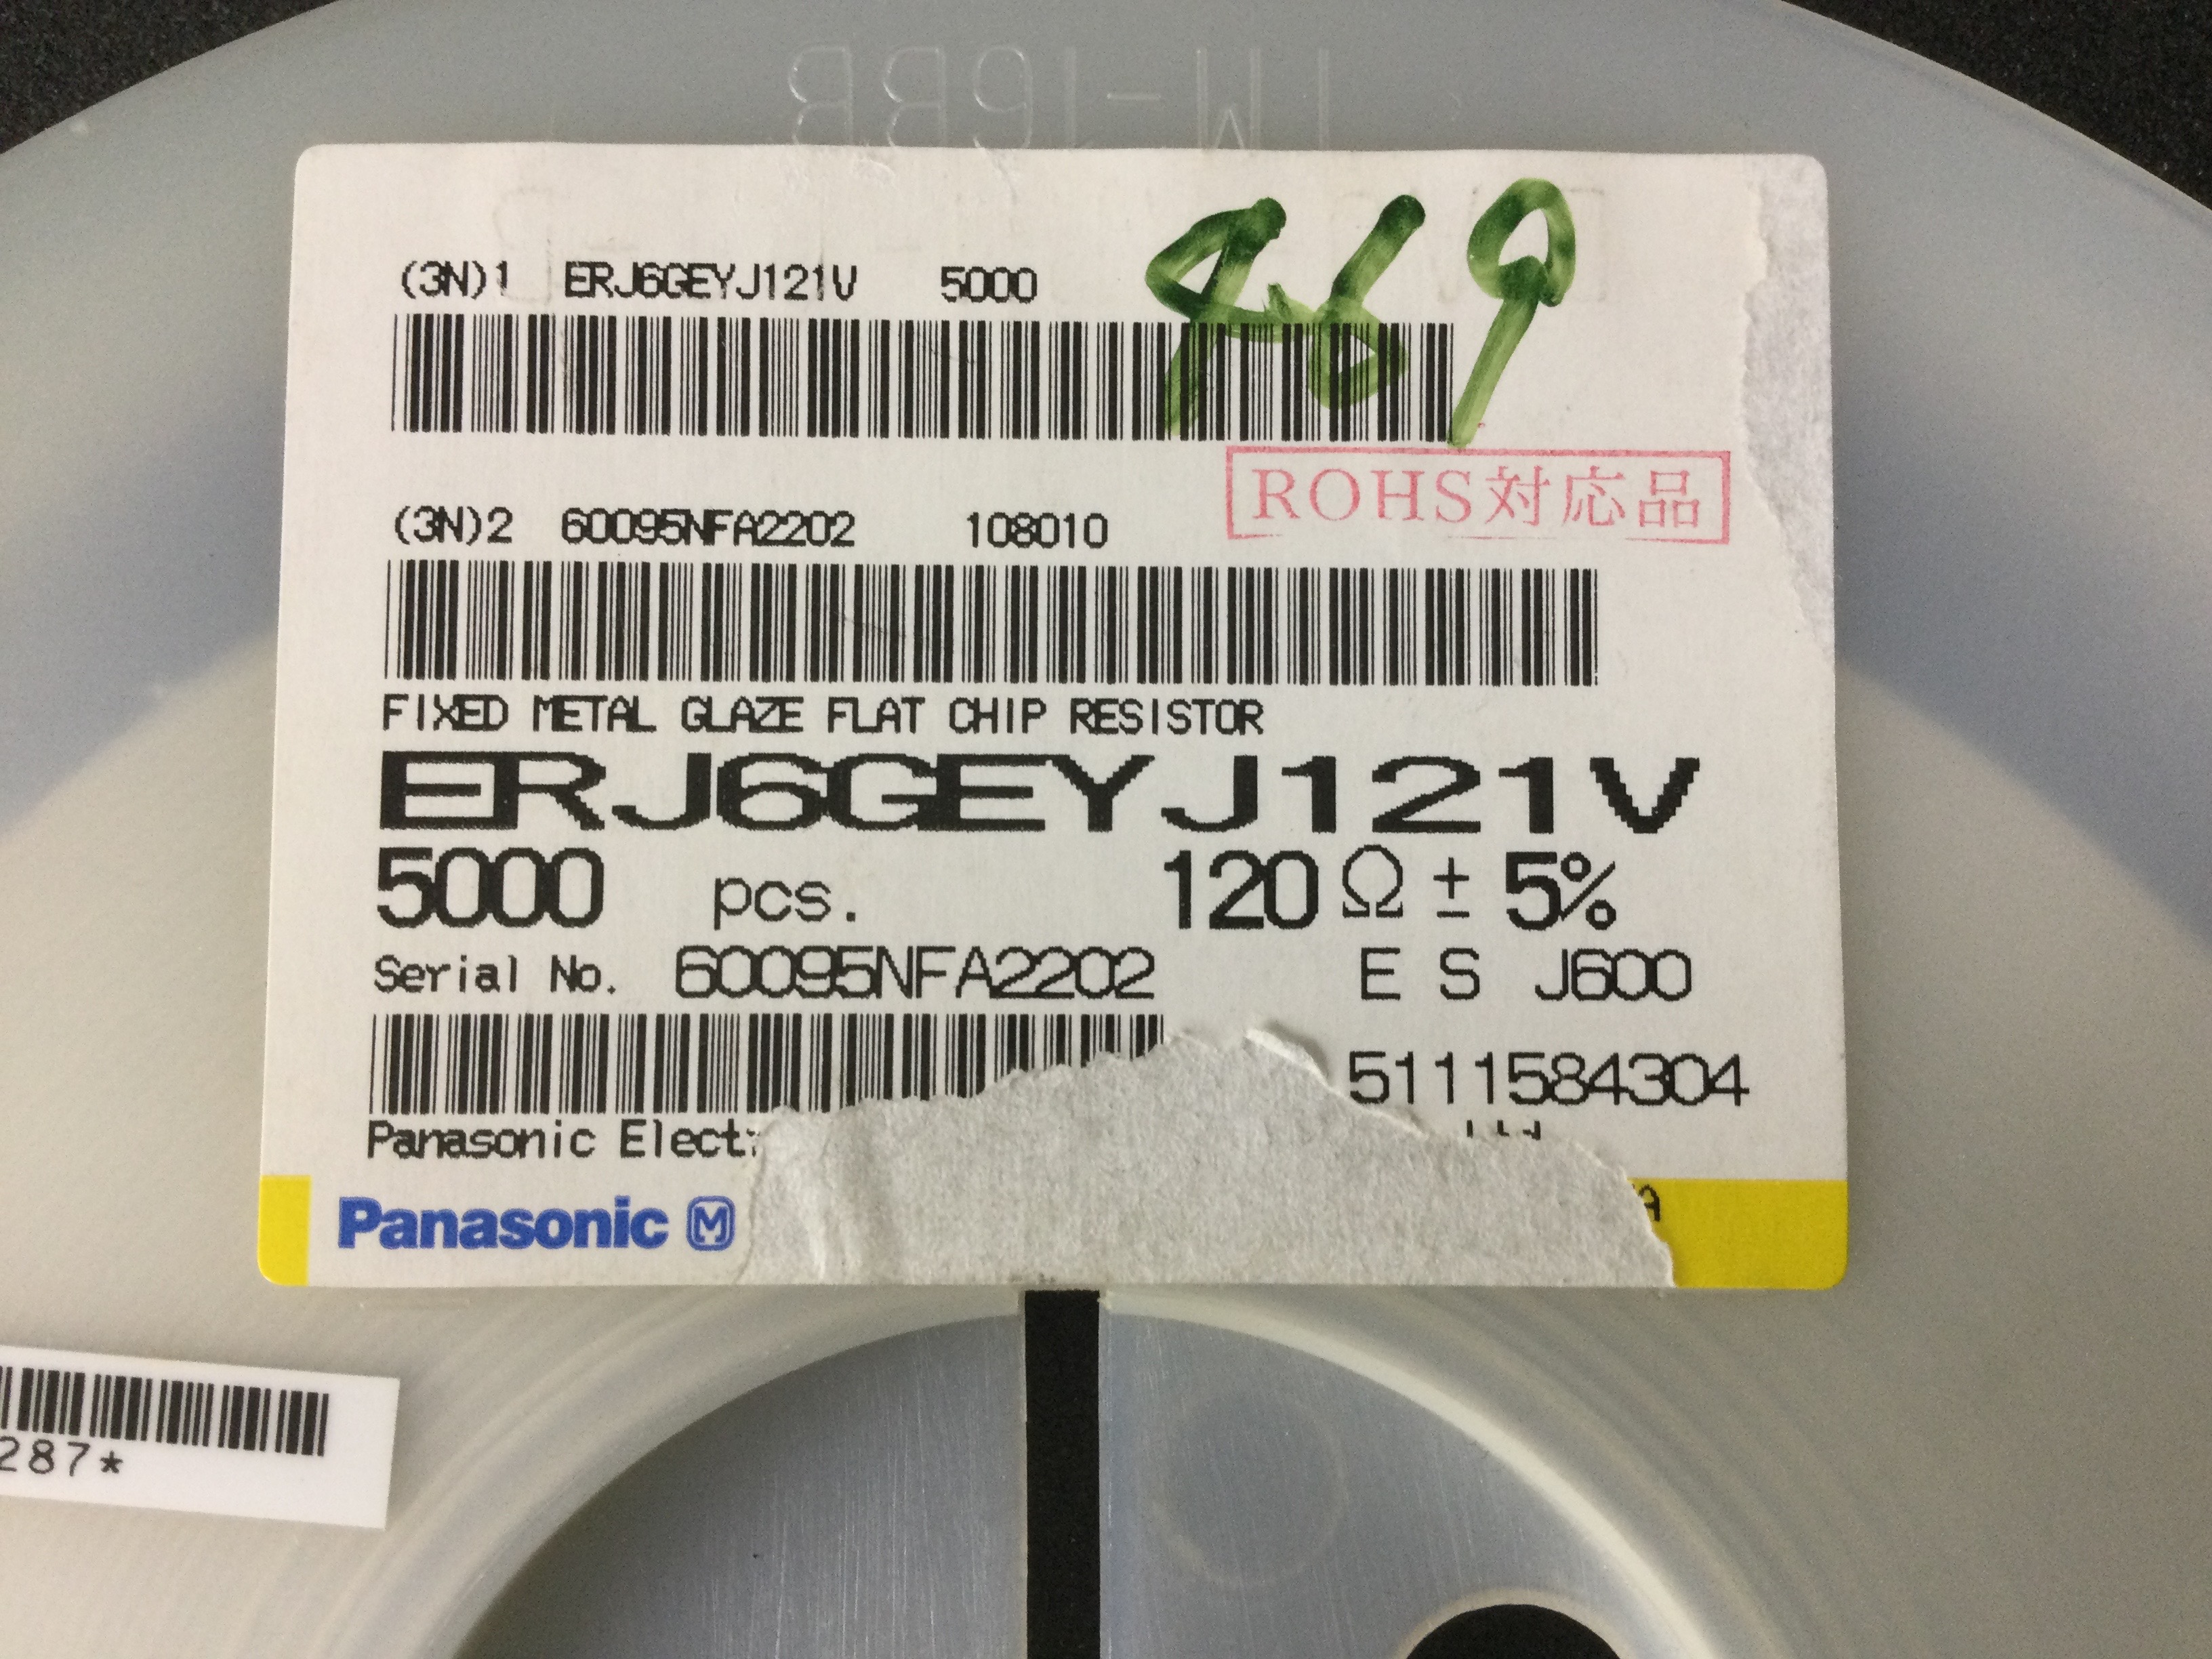 (3N)1 ERJ6GEYJ121V 5000
469
ROHS対応品
(3N)2 60095NFA2202 108010
FIXED METAL GLAZE FLAT CHIP RESISTOR
ERJ6GEYJ121V
5000 pcs. 120Ω±5%
Serial No. 60095NFA2202 E S J600
5111584304
Panasonic Elect
Panasonic M
287*